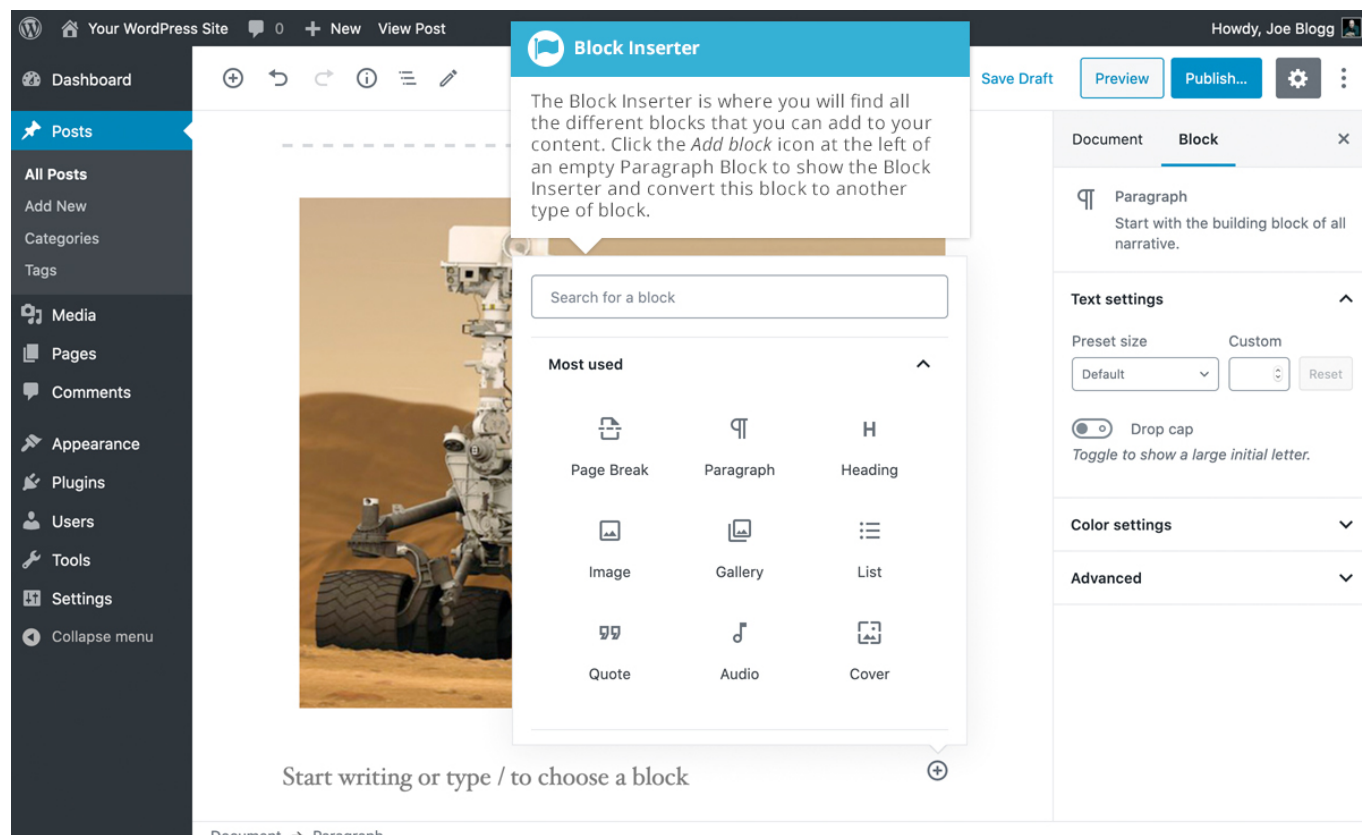 Your WordPress Site 0 New View Post Howdy, Joe Blogg
Dashboard
Posts
All Posts
Add New
Categories
Tags
Media
Pages
Comments
Appearance
Plugins
Users
Tools
Settings
Collapse menu
Save Draft Preview Publish...
Block Inserter
The Block Inserter is where you will find all
the different blocks that you can add to your
content. Click the Add block icon at the left of
an empty Paragraph Block to show the Block
Inserter and convert this block to another
type of block.
Search for a block
Most used
Page Break Paragraph Heading
Image Gallery List
Quote Audio Cover
Start writing or type / to choose a block
Document Block
Paragraph
Start with the building block of all
narrative.
Text settings
Preset size Custom
Default Reset
Drop cap
Toggle to show a large initial letter.
Color settings
Advanced
Document → Paragraph